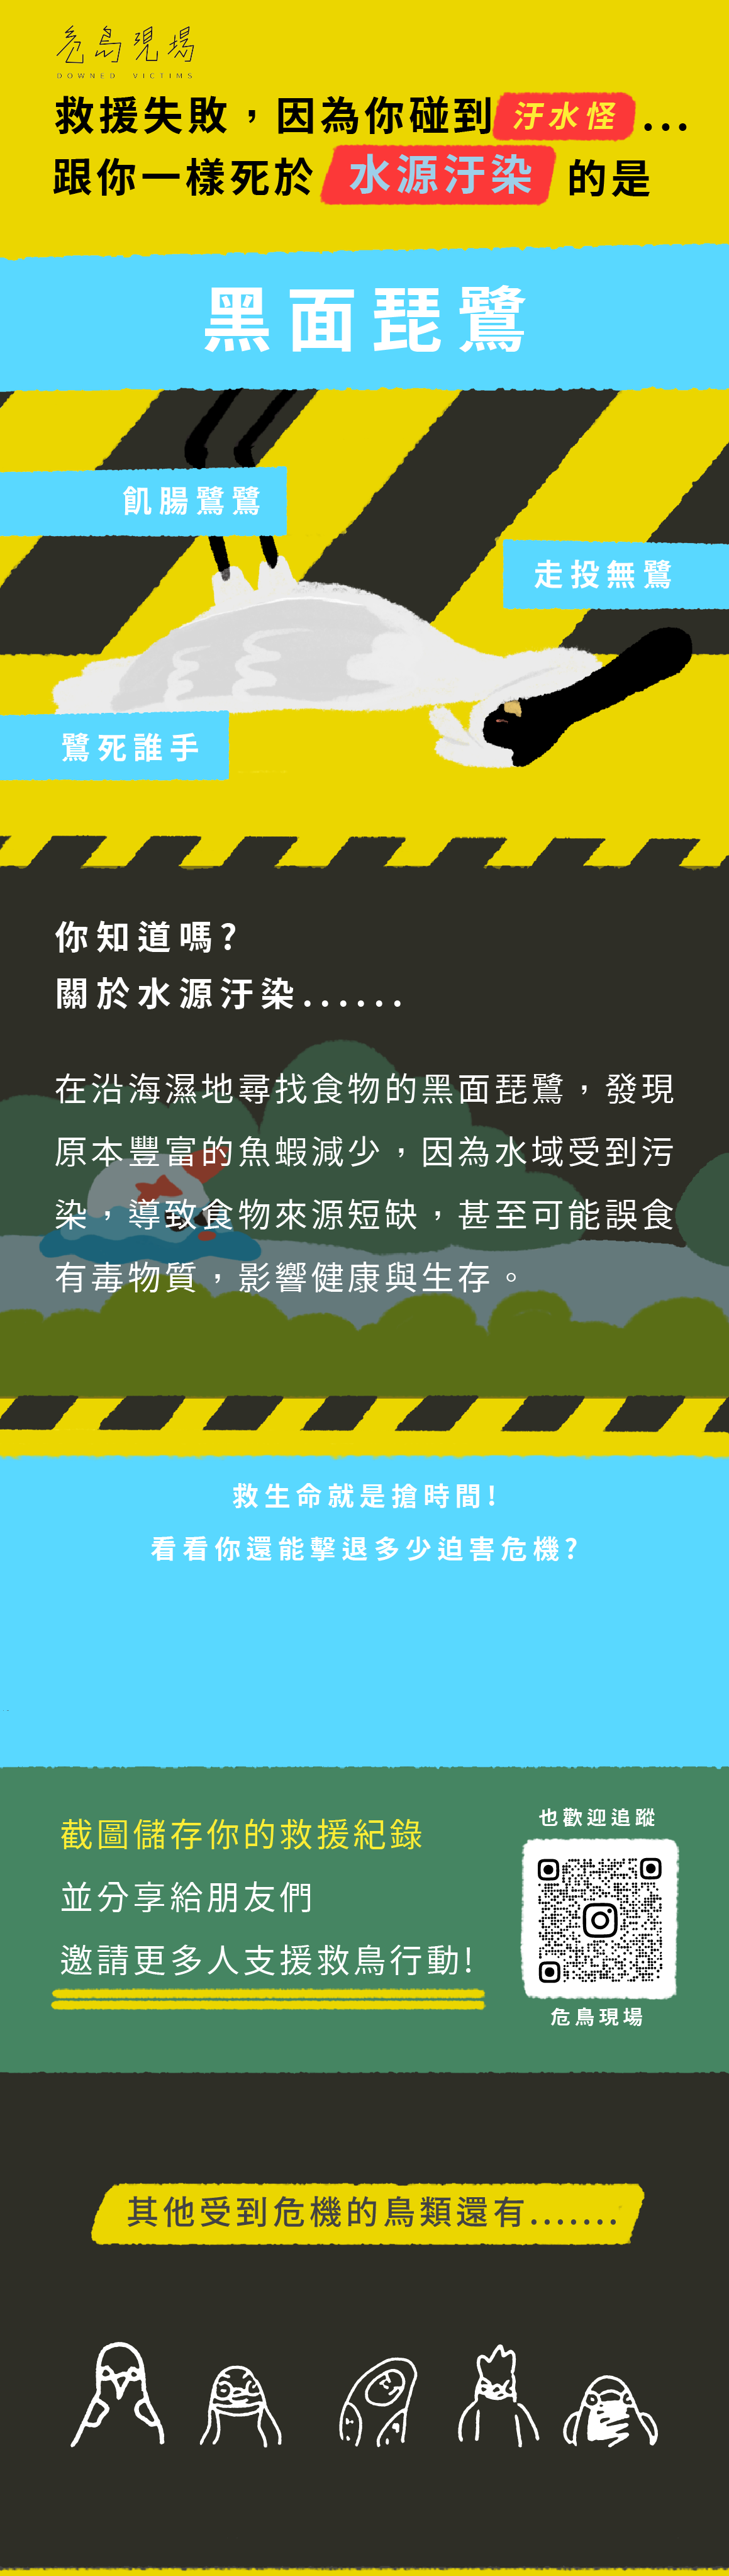 危鳥現場
DOWNED VICTIMS
救援失敗，因為你碰到 汙水怪 ...
跟你一樣死於 水源汙染 的是
黑面琵鷺
飢腸鷺鷺
走投無鷺
鷺死誰手
你知道嗎?
關於水源汙染......
在沿海濕地尋找食物的黑面琵鷺，發現
原本豐富的魚蝦減少，因為水域受到污
染，導致食物來源短缺，甚至可能誤食
有毒物質，影響健康與生存。
救生命就是搶時間!
看看你還能擊退多少迫害危機?
截圖儲存你的救援紀錄
並分享給朋友們
邀請更多人支援救鳥行動!
也歡迎追蹤
危鳥現場
其他受到危機的鳥類還有.......